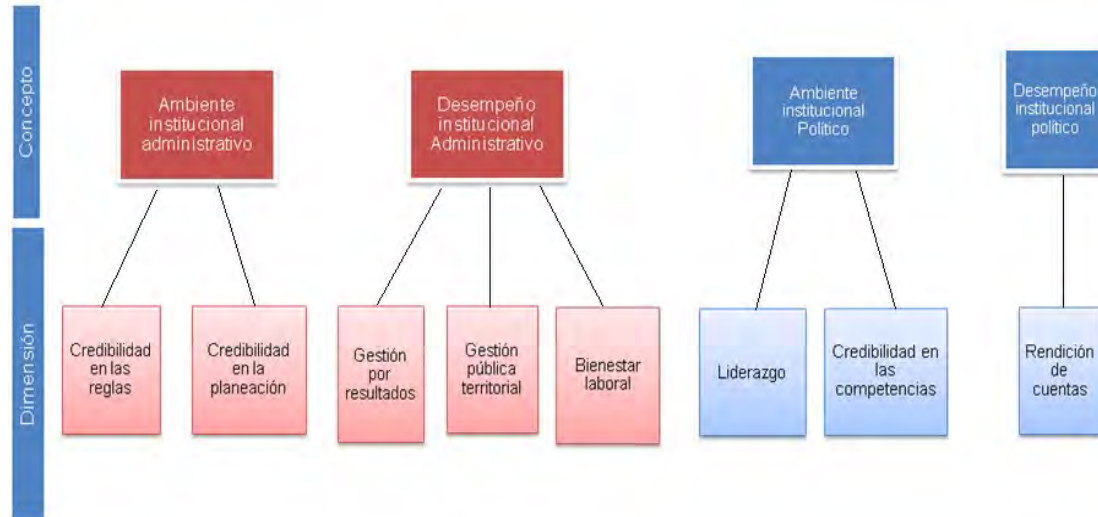 Concepto
Ambiente
institucional
administrativo
Desempeño
institucional
Administrativo
Ambiente
institucional
Político
Desempeño
institucional
político
Dimensión
Credibilidad
en las
reglas
Credibilidad
en la
planeación
Gestión
por
resultados
Gestión
pública
territorial
Bienestar
laboral
Liderazgo
Credibilidad en
las
competencias
Rendición
de
cuentas